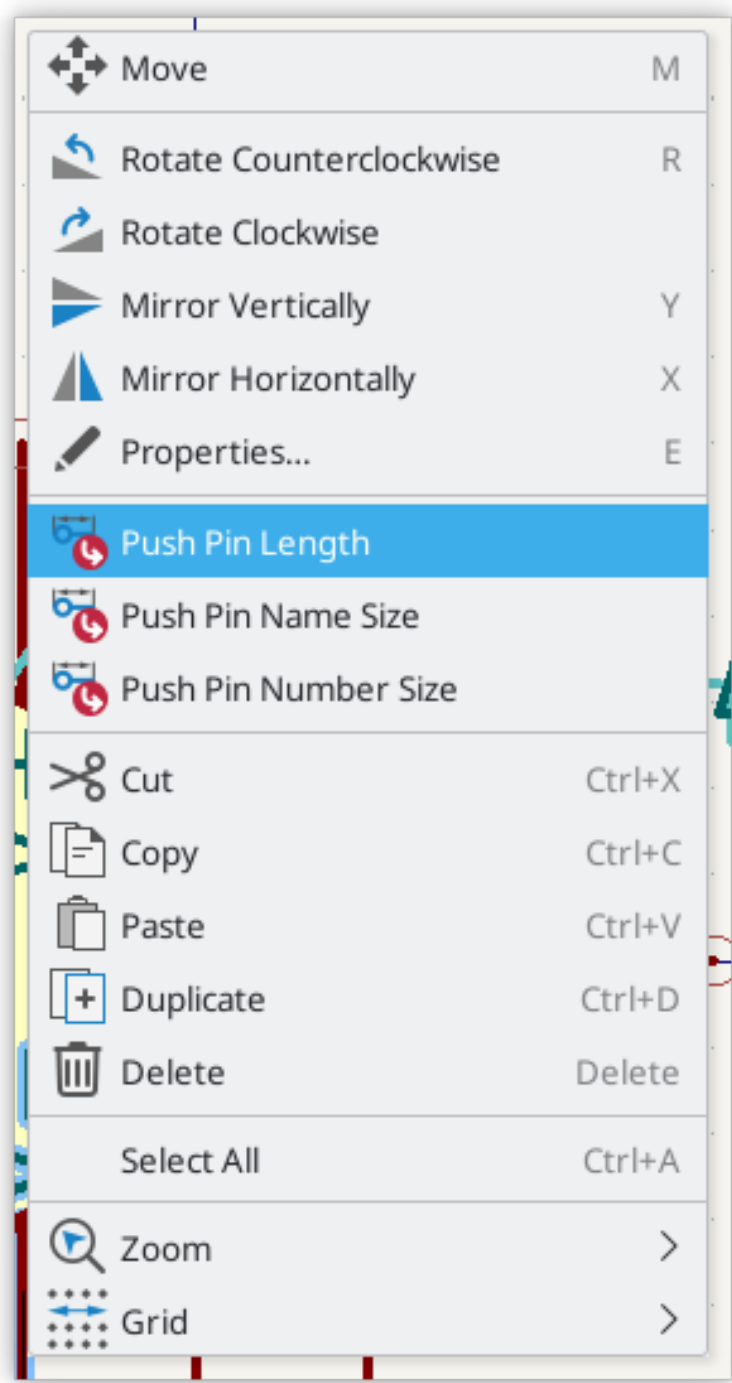 Move M
Rotate Counterclockwise R
Rotate Clockwise
Mirror Vertically Y
Mirror Horizontally X
Properties... E
Push Pin Length
Push Pin Name Size
Push Pin Number Size
Cut Ctrl+X
Copy Ctrl+C
Paste Ctrl+V
Duplicate Ctrl+D
Delete Delete
Select All Ctrl+A
Zoom
Grid